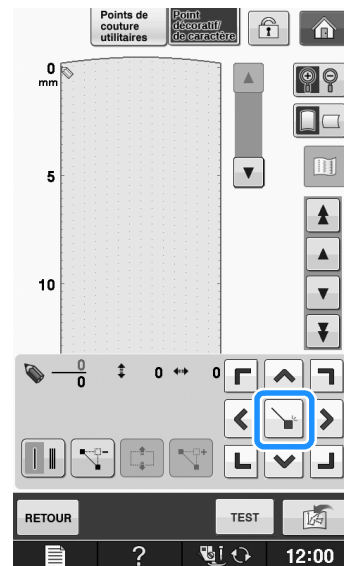 Points de
couture
utilitaires
Point
décoratif/
de caractère
0
mm
5
10
0
0
0
0
RETOUR
TEST
?
12:00